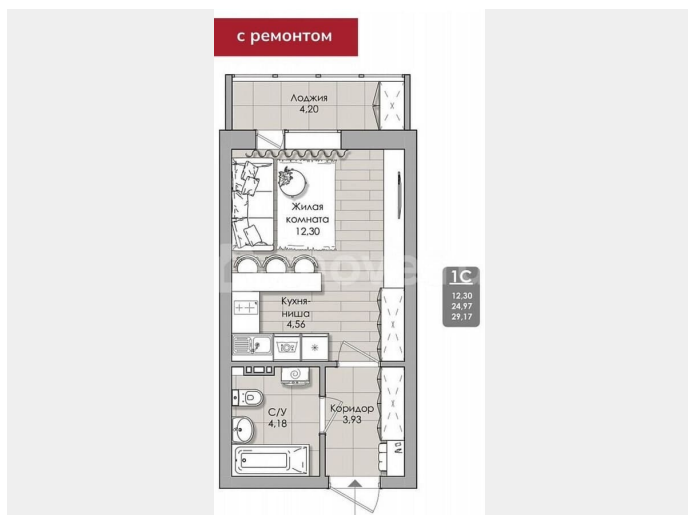 с ремонтом
Лоджия
4,20
Жилая
комната
12,30
1С
12,30
24,97
29,17
Кухня-
ниша
4,56
С/У
4,18
Коридор
3,93